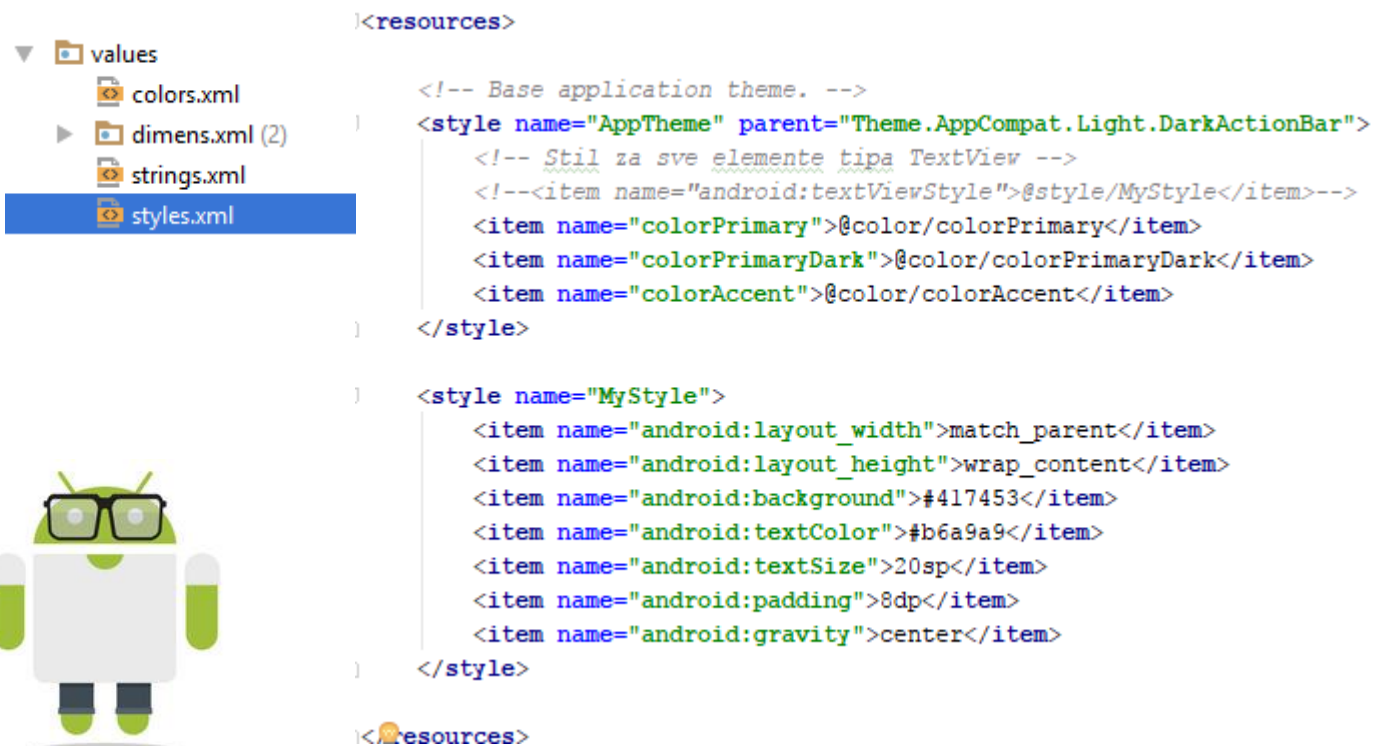 values
colors.xml
dimens.xml (2)
strings.xml
styles.xml
<resources>
<!-- Base application theme. -->
<style name="AppTheme" parent="Theme.AppCompat.Light.DarkActionBar">
<!-- Stil za sve elemente tipa TextView -->
<!--<item name="android:textViewStyle">@style/MyStyle</item>-->
<item name="colorPrimary">@color/colorPrimary</item>
<item name="colorPrimaryDark">@color/colorPrimaryDark</item>
<item name="colorAccent">@color/colorAccent</item>
</style>
<style name="MyStyle">
<item name="android:layout_width">match_parent</item>
<item name="android:layout_height">wrap_content</item>
<item name="android:background">#417453</item>
<item name="android:textColor">#b6a9a9</item>
<item name="android:textSize">20sp</item>
<item name="android:padding">8dp</item>
<item name="android:gravity">center</item>
</style>
</resources>